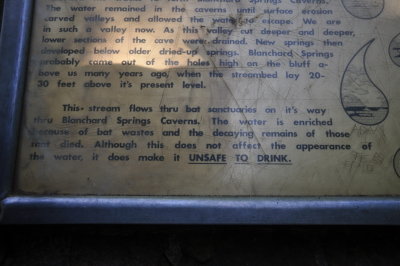 Blanchard Springs Caverns.
The water remained in the caverns until surface erosion
carved valleys and allowed the water to escape. We are
in such a valley now. As this valley cut deeper and deeper,
lower sections of the cave were drained. New springs then
developed below older dried-up springs. Blanchard Springs
probably came out of the holes high on the bluff a-
bove us many years ago, when the streambed lay 20-
30 feet above it's present level.
This stream flows thru bat sanctuaries on it's way
thru Blanchard Springs Caverns. The water is enriched
because of bat wastes and the decaying remains of those
that died. Although this does not affect the appearance of
the water, it does make it UNSAFE TO DRINK.